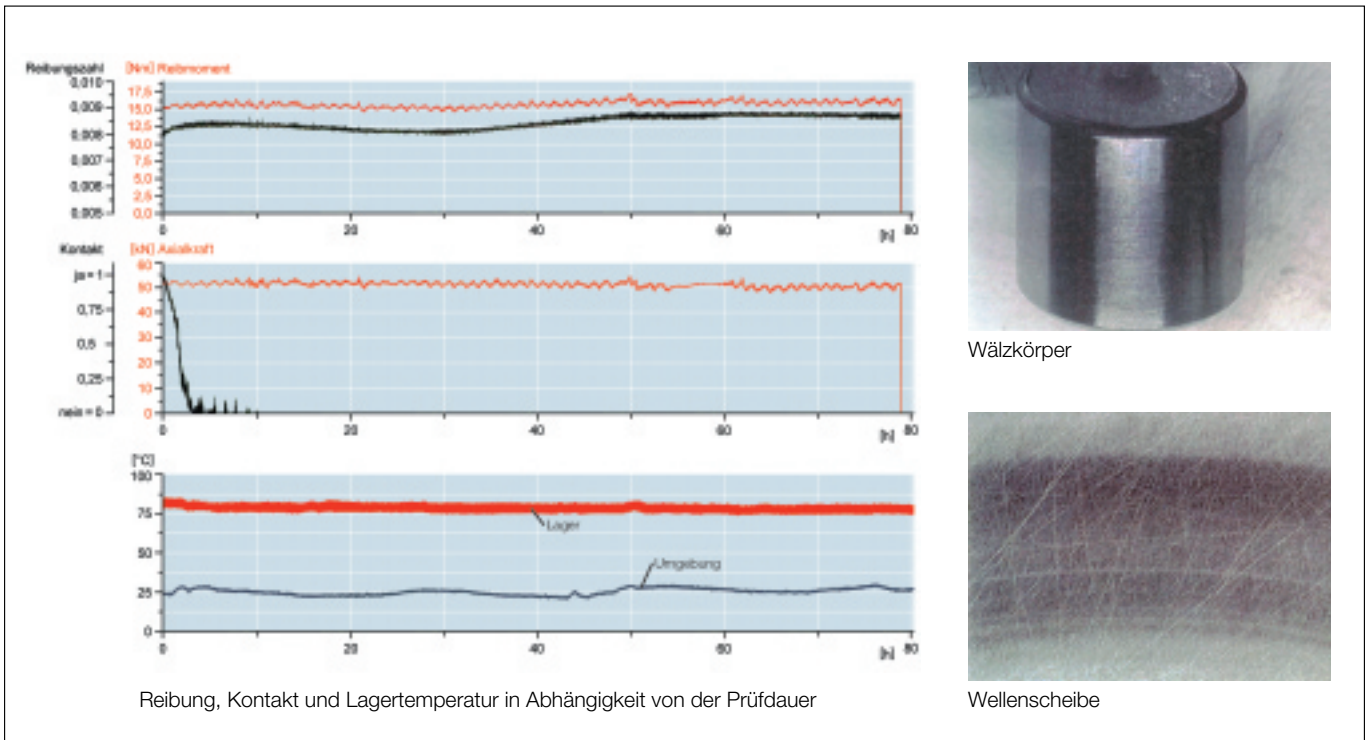 Reibungszahl [Nm] Reibmoment
0,010
0,009
0,008
0,007
0,006
0,005
17,5
15,0
12,5
10,0
7,5
5,0
2,5
0,0
0 20 40 60 [h] 80
Kontakt [kN] Axialkraft
ja = 1
0,75
0,5
0,25
nein = 0
60
50
40
30
20
10
0
0 20 40 60 [h] 80
[°C]
100
75
50
25
0
Lager
Umgebung
0 20 40 60 [h] 80
Reibung, Kontakt und Lagertemperatur in Abhängigkeit von der Prüfdauer
Wälzkörper
Wellenscheibe